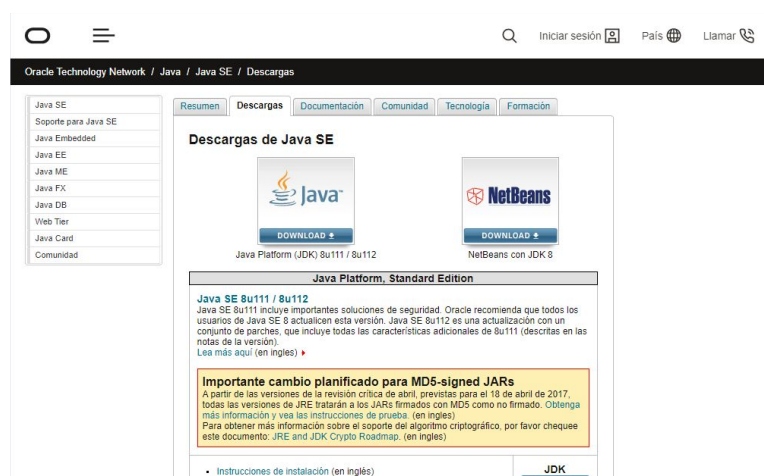 Iniciar sesión País Llamar
Oracle Technology Network / Java / Java SE / Descargas
Java SE
Soporte para Java SE
Java Embedded
Java EE
Java ME
Java FX
Java DB
Web Tier
Java Card
Comunidad
Resumen Descargas Documentación Comunidad Tecnología Formación
Descargas de Java SE
Java
DOWNLOAD
Java Platform (JDK) 8u111 / 8u112
NetBeans
DOWNLOAD
NetBeans con JDK 8
Java Platform, Standard Edition
Java SE 8u111 / 8u112
Java SE 8u111 incluye importantes soluciones de seguridad. Oracle recomienda que todos los
usuarios de Java SE 8 actualicen esta versión. Java SE 8u112 es una actualización con un
conjunto de parches, que incluye todas las características adicionales de 8u111 (descritas en las
notas de la versión).
Lea más aquí (en ingles)
Importante cambio planificado para MD5-signed JARs
A partir de las versiones de la revisión crítica de abril, previstas para el 18 de abril de 2017,
todas las versiones de JRE tratarán a los JARs firmados con MD5 como no firmado. Obtenga
más información y vea las instrucciones de prueba. (en ingles)
Para obtener más información sobre el soporte del algoritmo criptográfico, por favor chequee
este documento: JRE and JDK Crypto Roadmap. (en ingles)
Instrucciones de instalación (en inglés)
JDK